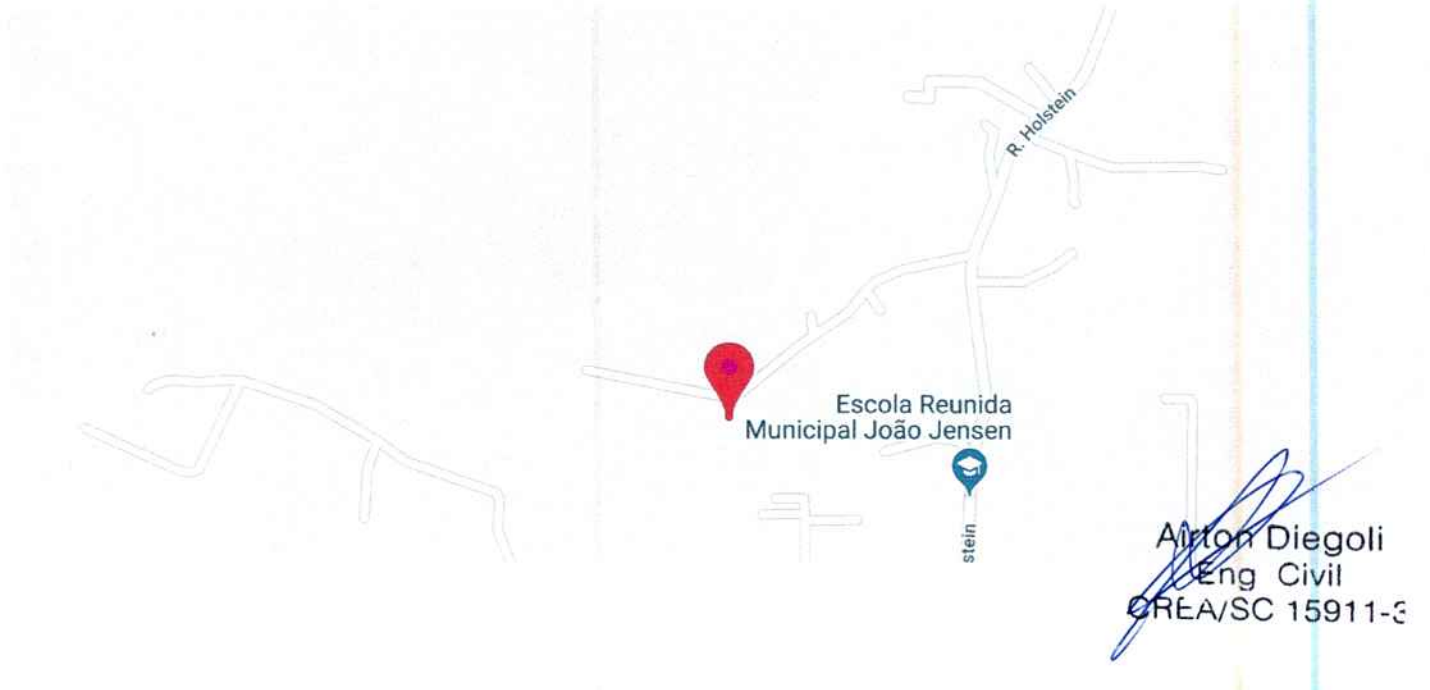 R. Holstein
Escola Reunida
Municipal João Jensen
stein
Airton Diegoli
Eng Civil
CREA/SC 15911-3